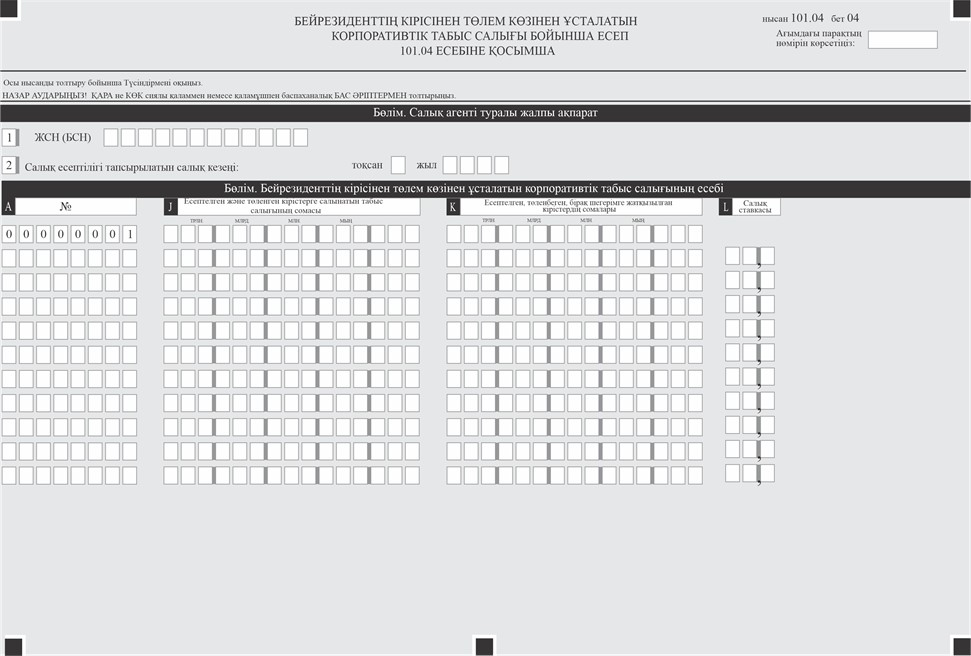 БЕЙРЕЗИДЕНТТІҢ КІРІСІНЕН ТӨЛЕМ КӨЗІНЕН ҰСТАЛАТЫН
КОРПОРАТИВТІК ТАБЫС САЛЫҒЫ БОЙЫНША ЕСЕП
101.04 ЕСЕБІНЕ ҚОСЫМША
нысан 101.04 бет 04
Ағымдағы парақтың
нөмірін көрсетіңіз:
Осы нысанды толтыру бойынша Түсіндірмені оқыңыз.
НАЗАР АУДАРЫҢЫЗ! ҚАРА не КӨК сиялы қаламмен немесе қаламұшпен баспаханалық БАС ӘРІПТЕРМЕН толтырыңыз.
Бөлім. Салық агенті туралы жалпы ақпарат
1 ЖСН (БСН)
2 Салық есептілігі тапсырылатын салық кезеңі: тоқсан жыл
Бөлім. Бейрезиденттің кірісінен төлем көзінен ұсталатын корпоративтік табыс салығының есебі
A №
J Есептелген және төленген кірістерге салынатын табыс
салығының сомасы
K Есептелген, төленбеген, бірақ шегерімге жатқызылған
кірістердің сомалары
L Салық
ставкасы
ТРЛН. МЛРД. МЛН. МЫҢ. ТРЛН. МЛРД. МЛН. МЫҢ.
0 0 0 0 0 0 0 1
, 
,
,
,
,
,
,
,
,
,